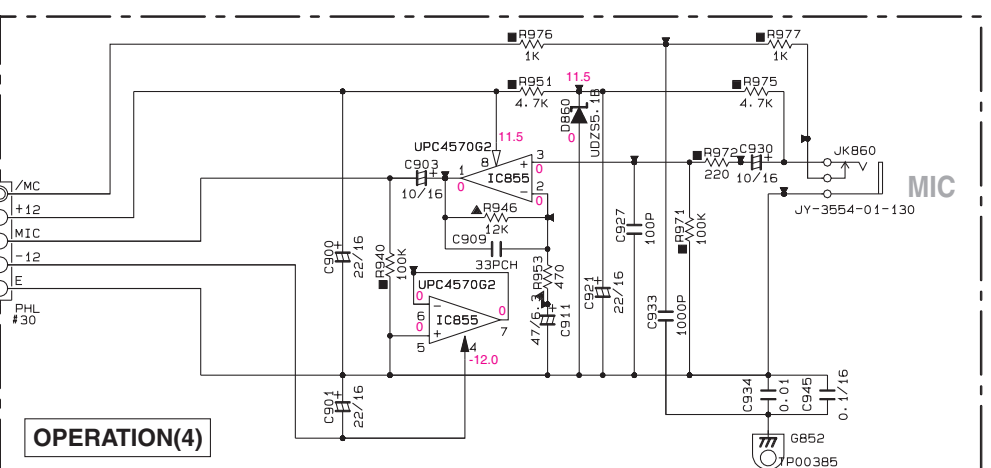 R976
1K
R977
1K
R951
4.7K
11.5
R975
4.7K
D860
0
UDZS5.1B
11.5
UPC4570G2
C903
10/16
8
1
0
IC855
+
3
0
-
2
0
R972
220
C930
10/16
JK860
MIC
JY-3554-01-130
/MC
+12
MIC
-12
E
PHL
#30
R946
12K
C909
33PCH
C900
22/16
R940
100K
R953
470
C927
100P
R971
100K
C921
22/16
C933
1000P
UPC4570G2
0
-
6
0
IC855
+
5
0
7
4
-12.0
47/6.3
C911
C901
22/16
C934
0.01
C945
0.1/16
OPERATION(4)
G852
TP00385